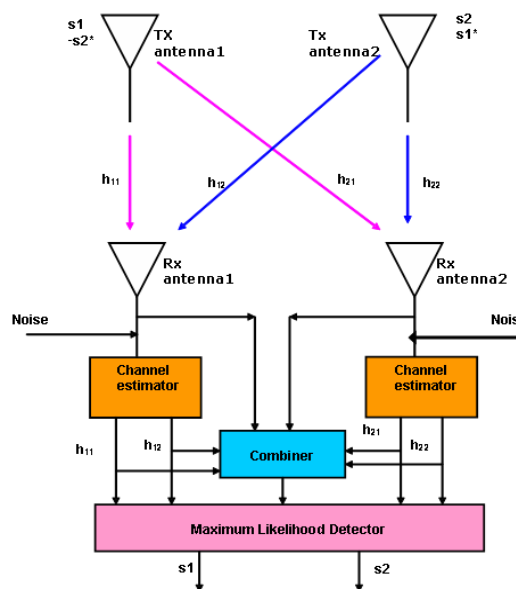 s1
-s2*
TX
antenna1
Tx
antenna2
s2
s1*
h11
h12
h21
h22
Rx
antenna1
Rx
antenna2
Noise
Nois
Channel
estimator
Channel
estimator
h11
h12
Combiner
h21
h22
Maximum Likelihood Detector
s1
s2